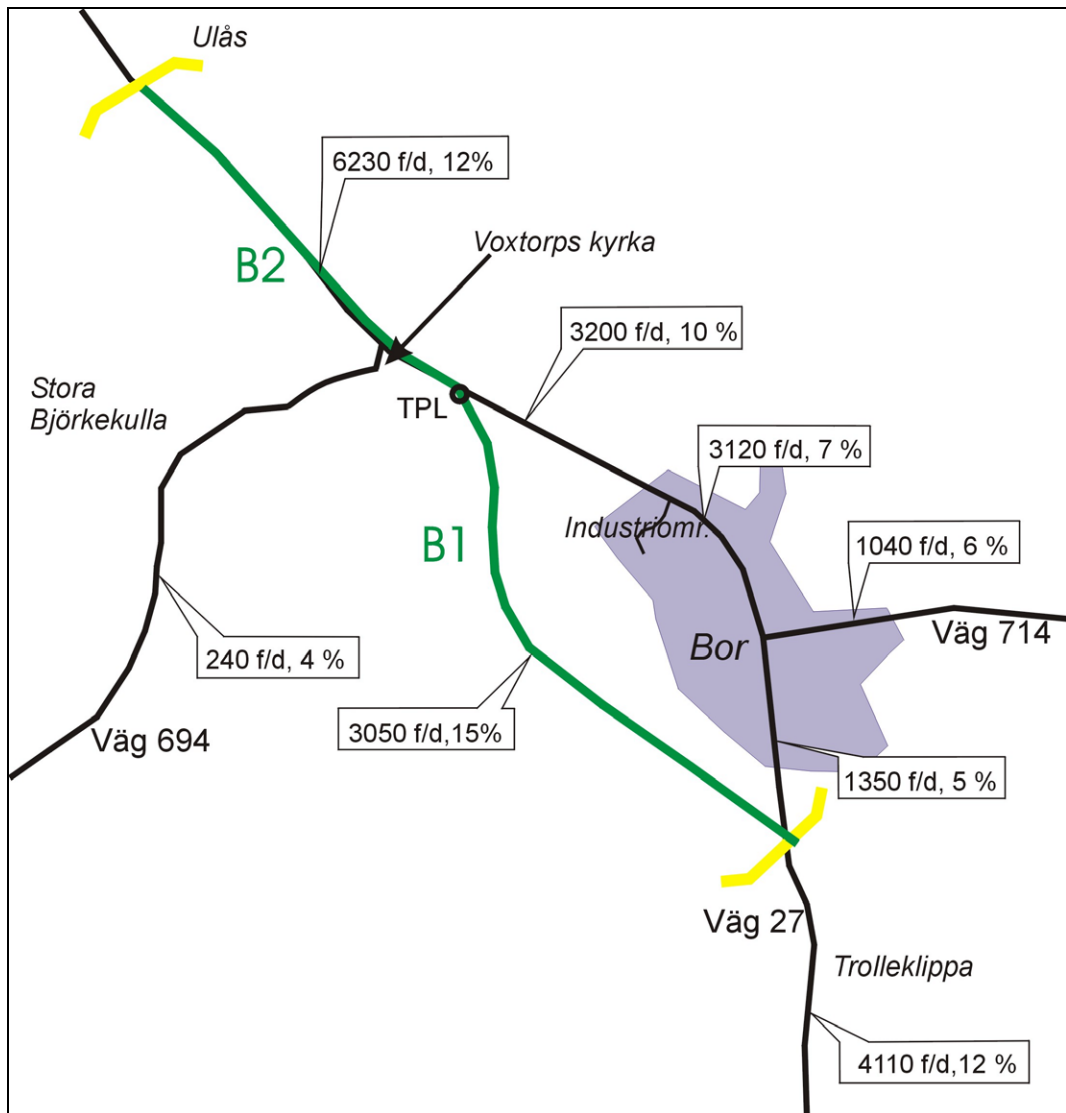 Ulås
6230 f/d, 12%
Voxtorps kyrka
B2
3200 f/d, 10 %
Stora
Björkekulla
TPL
3120 f/d, 7 %
Industriomr.
B1
1040 f/d, 6 %
Väg 714
Bor
240 f/d, 4 %
3050 f/d,15%
Väg 694
1350 f/d, 5 %
Väg 27
Trolleklippa
4110 f/d,12 %